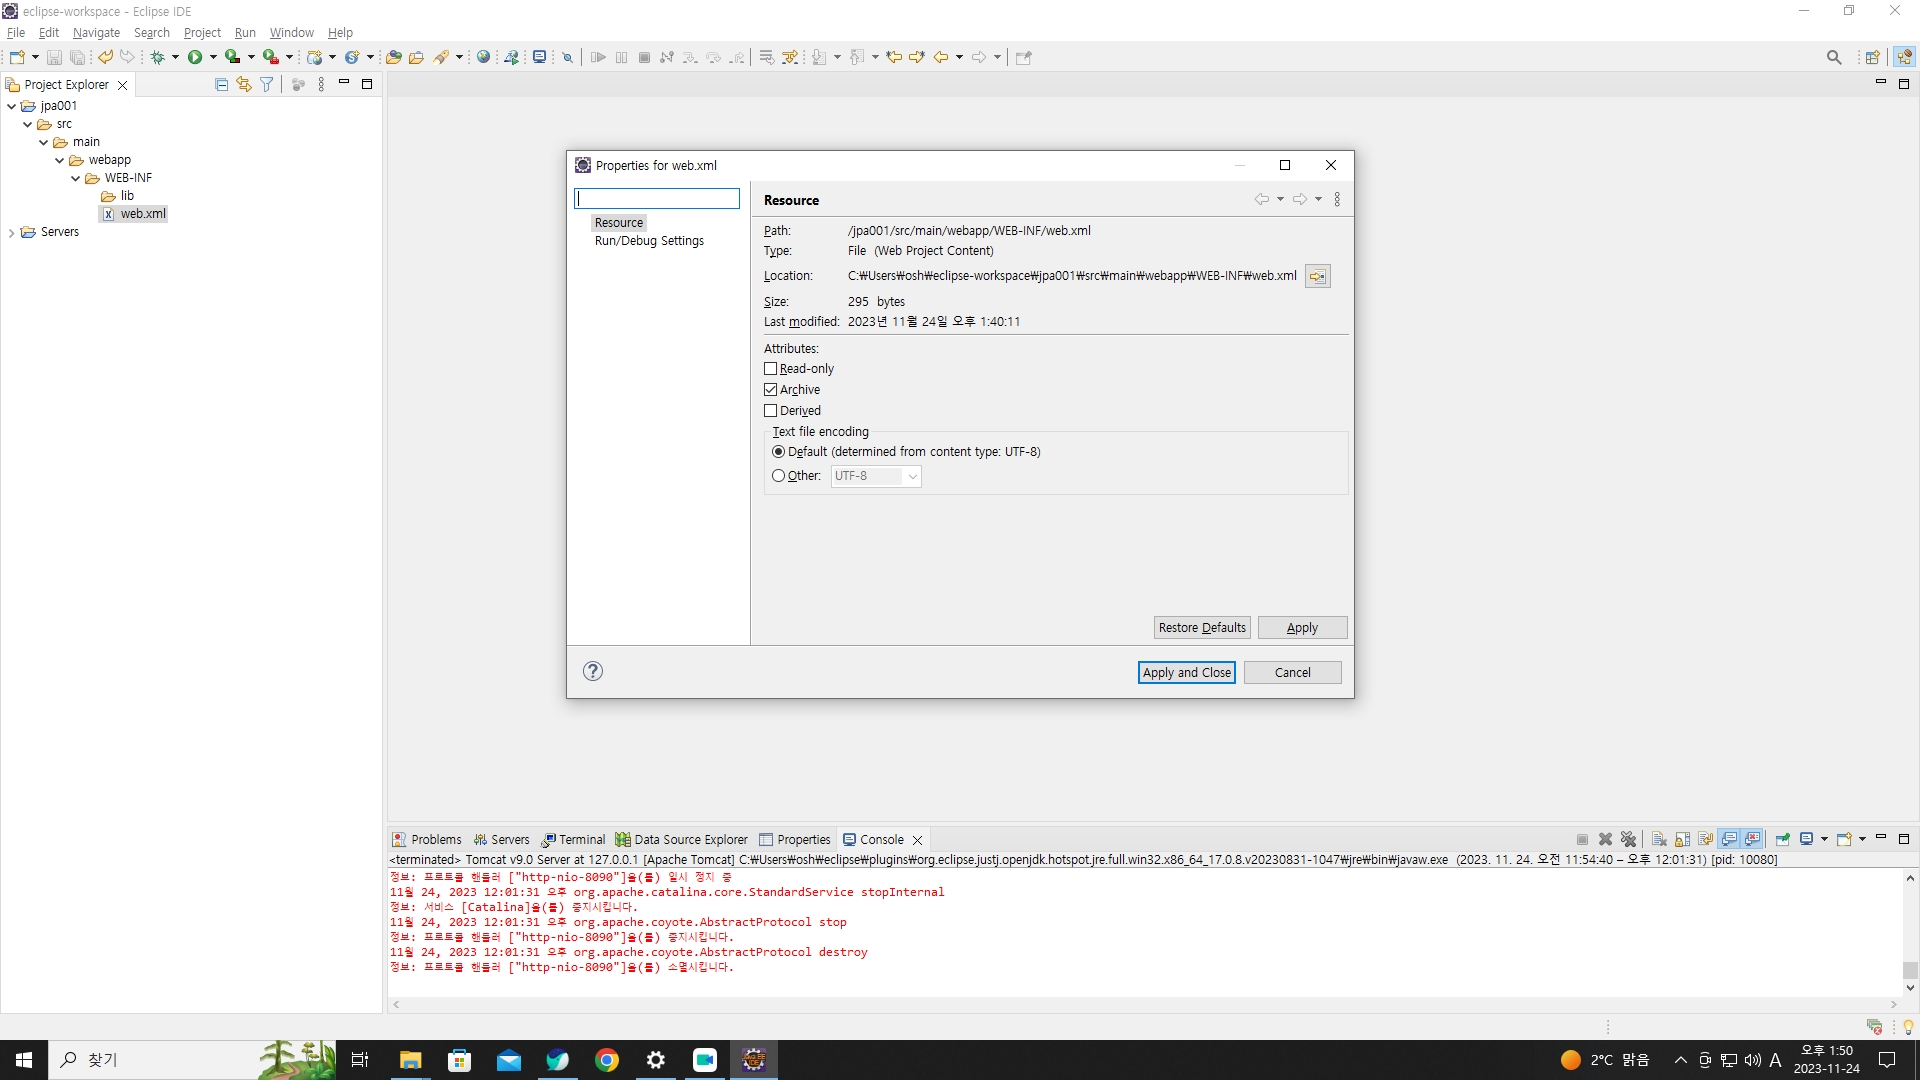 eclipse-workspace - Eclipse IDE
File Edit Navigate Search Project Run Window Help
Project Explorer
jpa001
src
main
webapp
WEB-INF
lib
web.xml
Servers
Properties for web.xml
Resource
Run/Debug Settings
Resource
Path: /jpa001/src/main/webapp/WEB-INF/web.xml
Type: File (Web Project Content)
Location: C:₩Users₩osh₩eclipse-workspace₩jpa001₩src₩main₩webapp₩WEB-INF₩web.xml
Size: 295 bytes
Last modified: 2023년 11월 24일 오후 1:40:11
Attributes:
Read-only
Archive
Derived
Text file encoding
Default (determined from content type: UTF-8)
Other: UTF-8
Restore Defaults Apply
Apply and Close Cancel
Problems Servers Terminal Data Source Explorer Properties Console
<terminated> Tomcat v9.0 Server at 127.0.0.1 [Apache Tomcat] C:₩Users₩osh₩eclipse₩plugins₩org.eclipse.justj.openjdk.hotspot.jre.full.win32.x86_64_17.0.8.v20230831-1047₩jre₩bin₩javaw.exe (2023. 11. 24. 오전 11:54:40 – 오후 12:01:31) [pid: 10080]
정보: 프로토콜 핸들러 ["http-nio-8090"]을(를) 일시 정지 중
11월 24, 2023 12:01:31 오후 org.apache.catalina.core.StandardService stopInternal
정보: 서비스 [Catalina]을(를) 중지시킵니다.
11월 24, 2023 12:01:31 오후 org.apache.coyote.AbstractProtocol stop
정보: 프로토콜 핸들러 ["http-nio-8090"]을(를) 중지시킵니다.
11월 24, 2023 12:01:31 오후 org.apache.coyote.AbstractProtocol destroy
정보: 프로토콜 핸들러 ["http-nio-8090"]을(를) 소멸시킵니다.
찾기
2°C 맑음
A
오후 1:50
2023-11-24